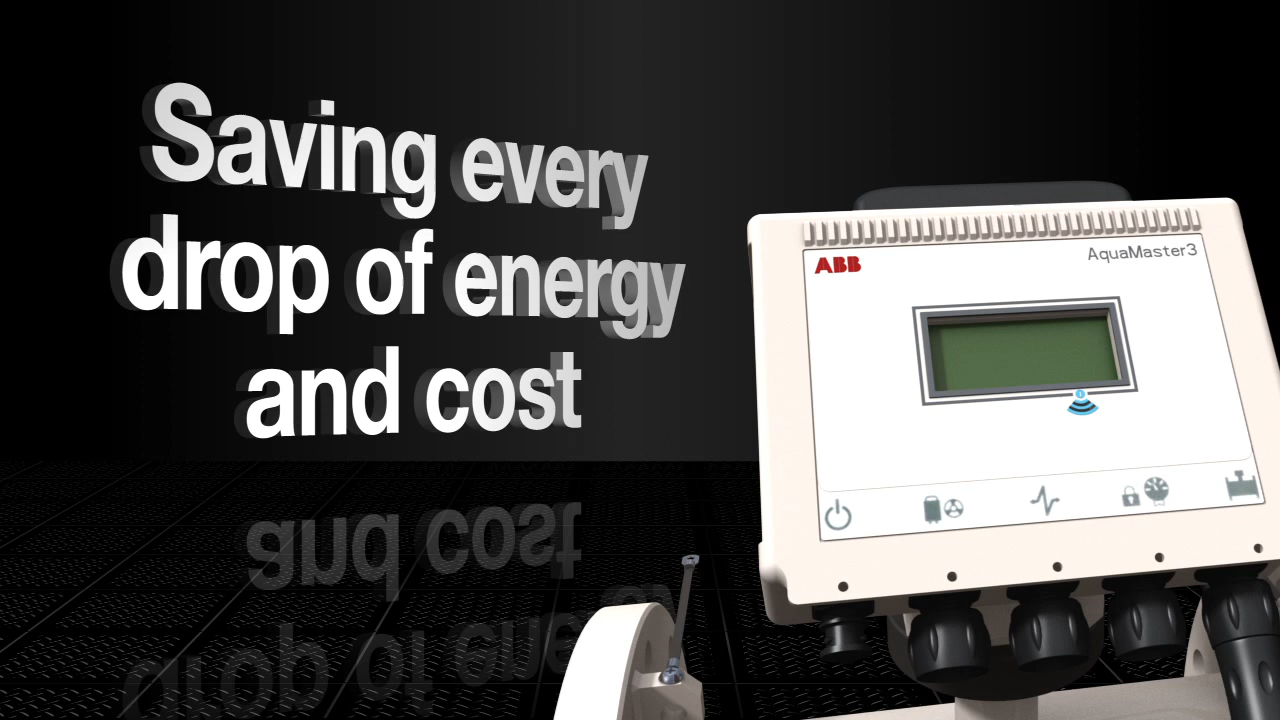 Saving every
drop of energy
and cost
ABB
AquaMaster3